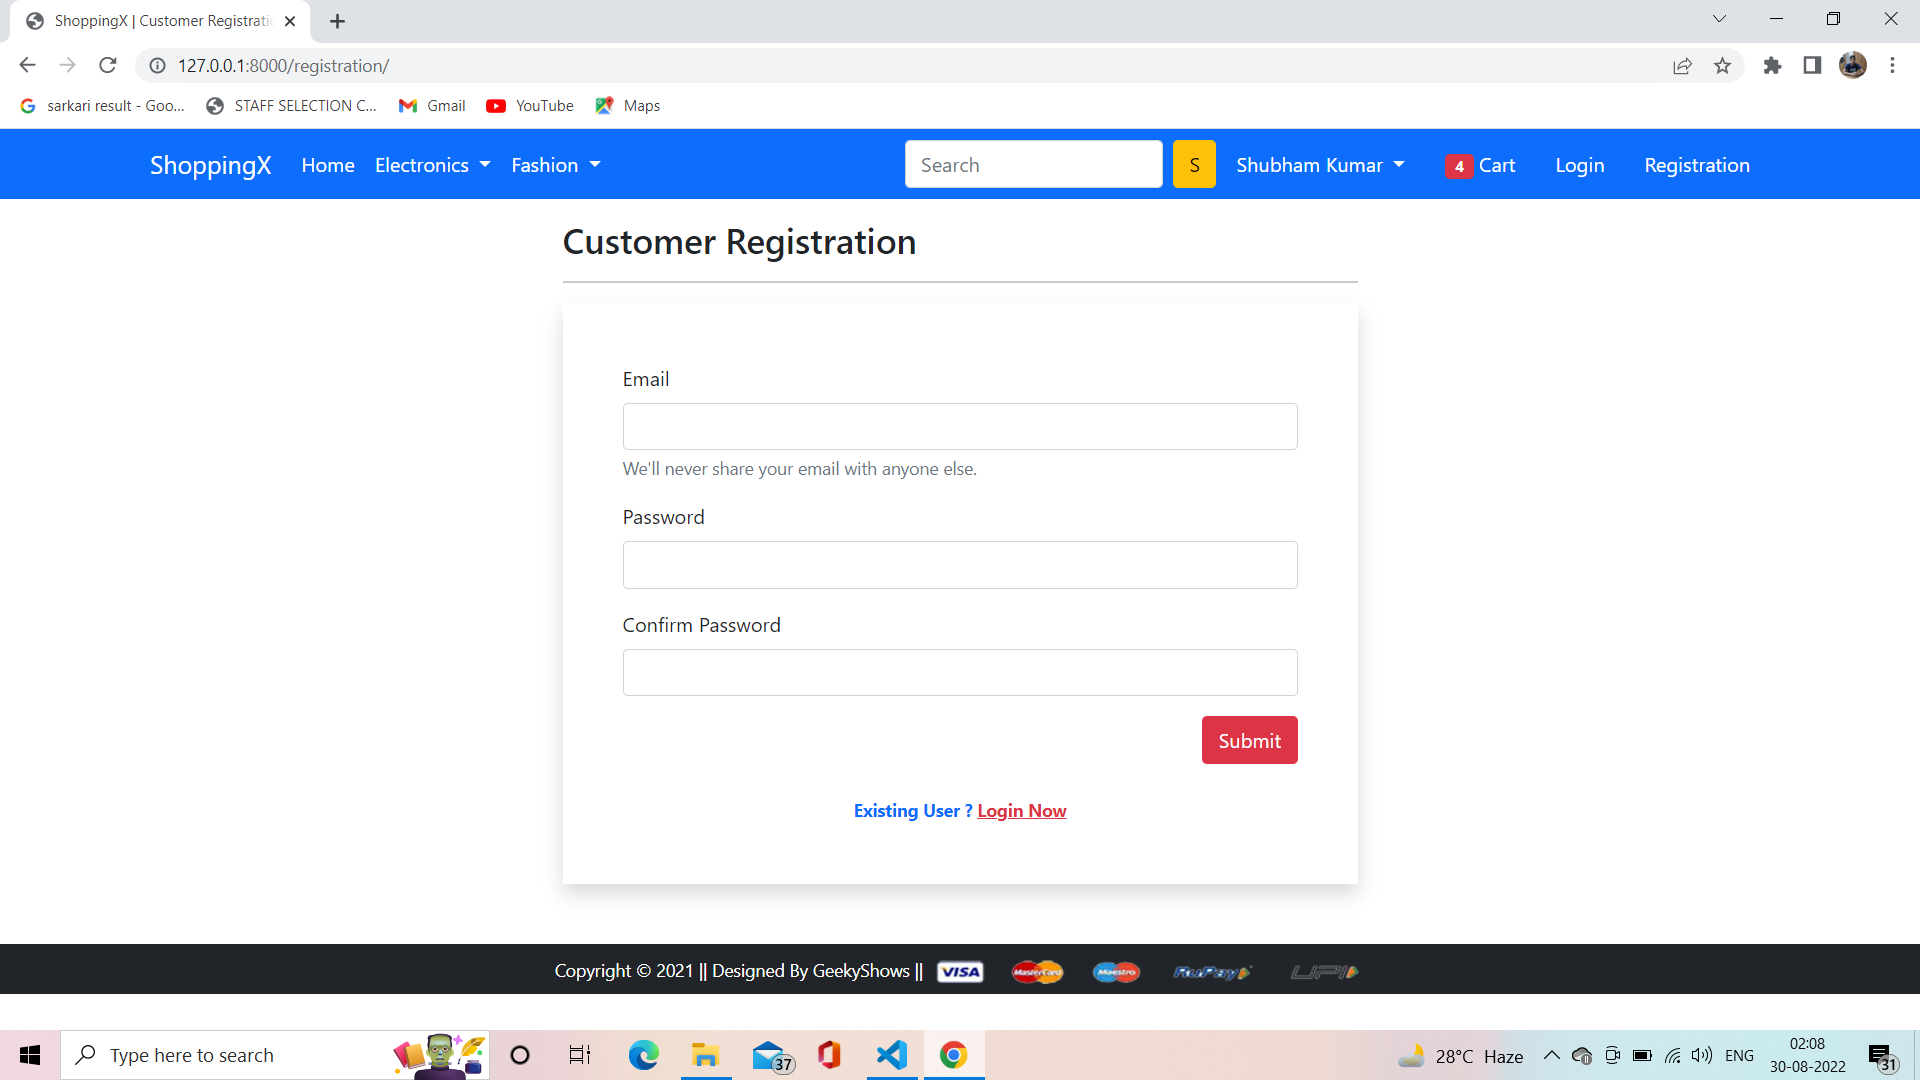 ShoppingX | Customer Registratio
127.0.0.1:8000/registration/
sarkari result - Goo...
STAFF SELECTION C...
Gmail
YouTube
Maps
ShoppingX
Home
Electronics
Fashion
Search
S
Shubham Kumar
4 Cart
Login
Registration
Customer Registration
Email
We'll never share your email with anyone else.
Password
Confirm Password
Submit
Existing User ? Login Now
Copyright © 2021 || Designed By GeekyShows ||
VISA
MasterCard
Maestro
RuPay
UPI
Type here to search
37
28°C Haze
ENG
02:08
30-08-2022
31